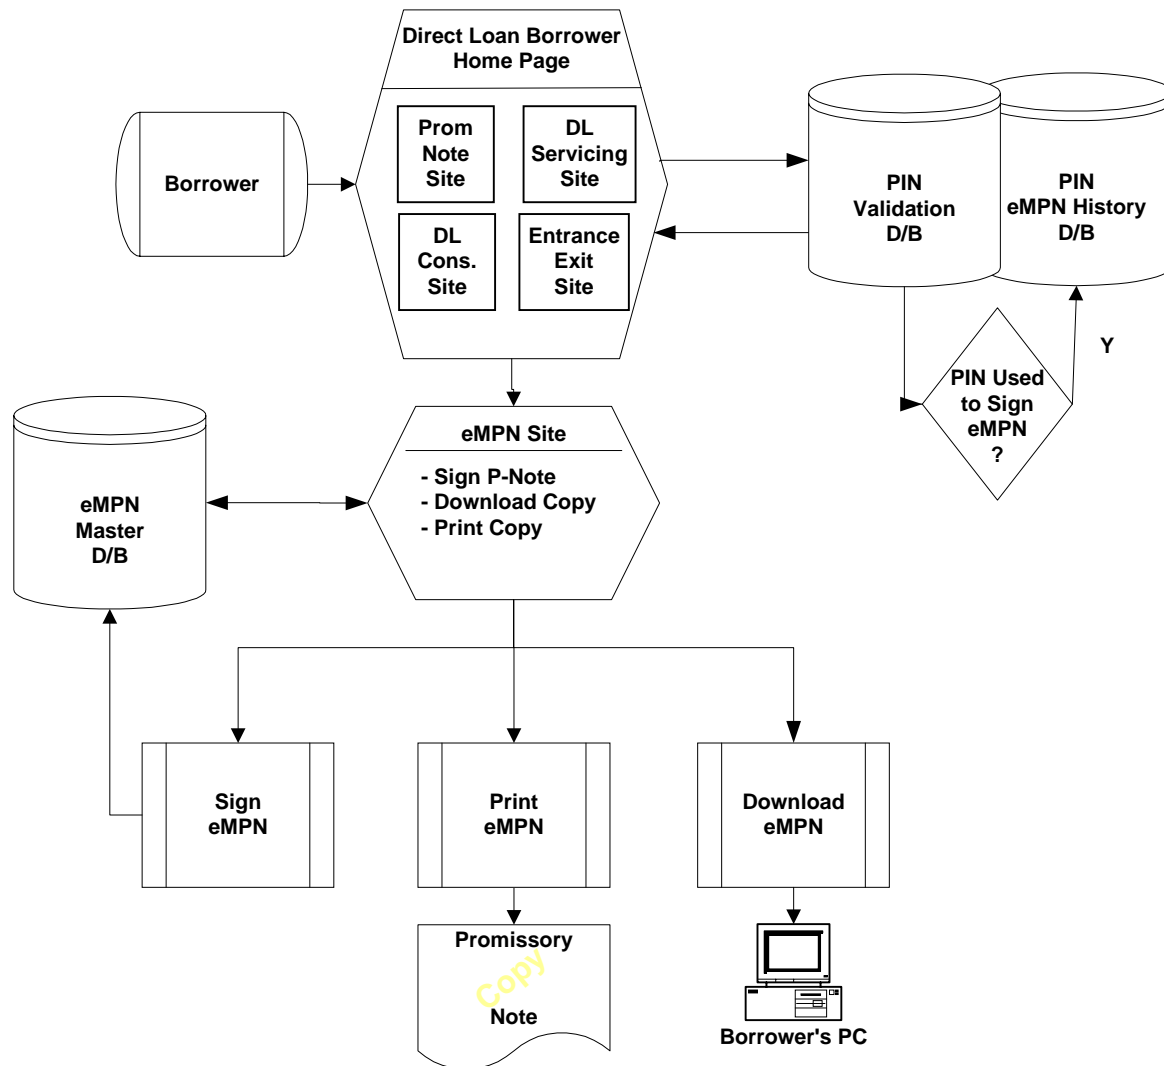 Direct Loan Borrower
Home Page
Prom
Note
Site
DL
Servicing
Site
DL
Cons.
Site
Entrance
Exit
Site
Borrower
PIN
Validation
D/B
PIN
eMPN History
D/B
Y
PIN Used
to Sign
eMPN
?
eMPN Site
- Sign P-Note
- Download Copy
- Print Copy
eMPN
Master
D/B
Sign
eMPN
Print
eMPN
Download
eMPN
Promissory
Copy
Note
Borrower's PC